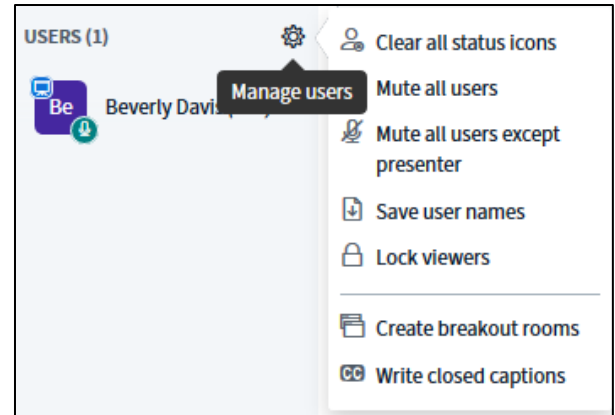 USERS (1)
Manage users
Be
Beverly
Clear all status icons
Mute all users
Mute all users except
presenter
Save user names
Lock viewers
Create breakout rooms
CC Write closed captions